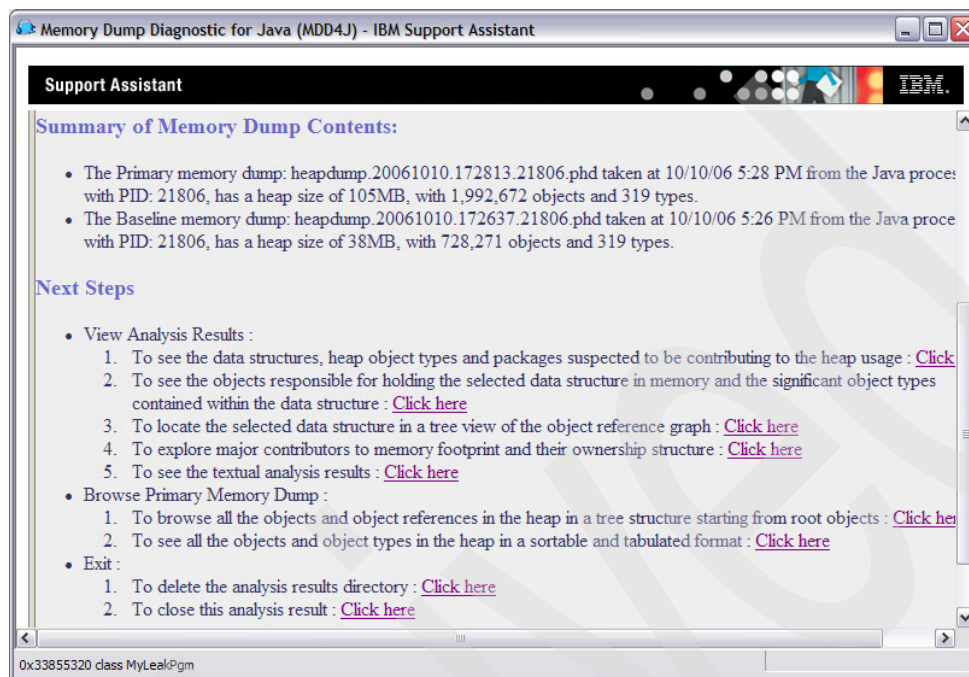 Memory Dump Diagnostic for Java (MDD4J) - IBM Support Assistant
Support Assistant
IBM.
Summary of Memory Dump Contents:
• The Primary memory dump: heapdump.20061010.172813.21806.phd taken at 10/10/06 5:28 PM from the Java proces
with PID: 21806, has a heap size of 105MB, with 1,992,672 objects and 319 types.
• The Baseline memory dump: heapdump.20061010.172637.21806.phd taken at 10/10/06 5:26 PM from the Java proce
with PID: 21806, has a heap size of 38MB, with 728,271 objects and 319 types.
Next Steps
• View Analysis Results :
1. To see the data structures, heap object types and packages suspected to be contributing to the heap usage : Click
2. To see the objects responsible for holding the selected data structure in memory and the significant object types
contained within the data structure : Click here
3. To locate the selected data structure in a tree view of the object reference graph : Click here
4. To explore major contributors to memory footprint and their ownership structure : Click here
5. To see the textual analysis results : Click here
• Browse Primary Memory Dump :
1. To browse all the objects and object references in the heap in a tree structure starting from root objects : Click her
2. To see all the objects and object types in the heap in a sortable and tabulated format : Click here
• Exit :
1. To delete the analysis results directory : Click here
2. To close this analysis result : Click here
0x33855320 class MyLeakPgm